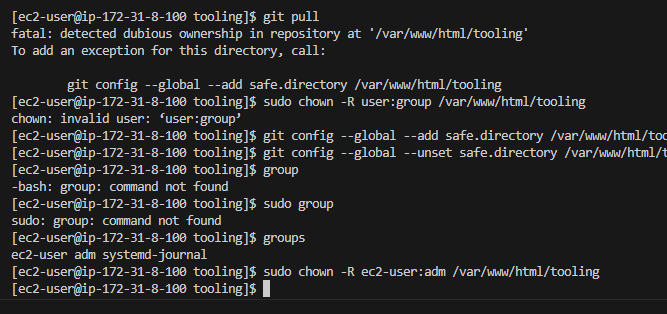 [ec2-user@ip-172-31-8-100 tooling]$ git pull
fatal: detected dubious ownership in repository at '/var/www/html/tooling'
To add an exception for this directory, call:
git config --global --add safe.directory /var/www/html/tooling
[ec2-user@ip-172-31-8-100 tooling]$ sudo chown -R user:group /var/www/html/tooling
chown: invalid user: ‘user:group’
[ec2-user@ip-172-31-8-100 tooling]$ git config --global --add safe.directory /var/www/html/too
[ec2-user@ip-172-31-8-100 tooling]$ git config --global --unset safe.directory /var/www/html/t
[ec2-user@ip-172-31-8-100 tooling]$ group
-bash: group: command not found
[ec2-user@ip-172-31-8-100 tooling]$ sudo group
sudo: group: command not found
[ec2-user@ip-172-31-8-100 tooling]$ groups
ec2-user adm systemd-journal
[ec2-user@ip-172-31-8-100 tooling]$ sudo chown -R ec2-user:adm /var/www/html/tooling
[ec2-user@ip-172-31-8-100 tooling]$